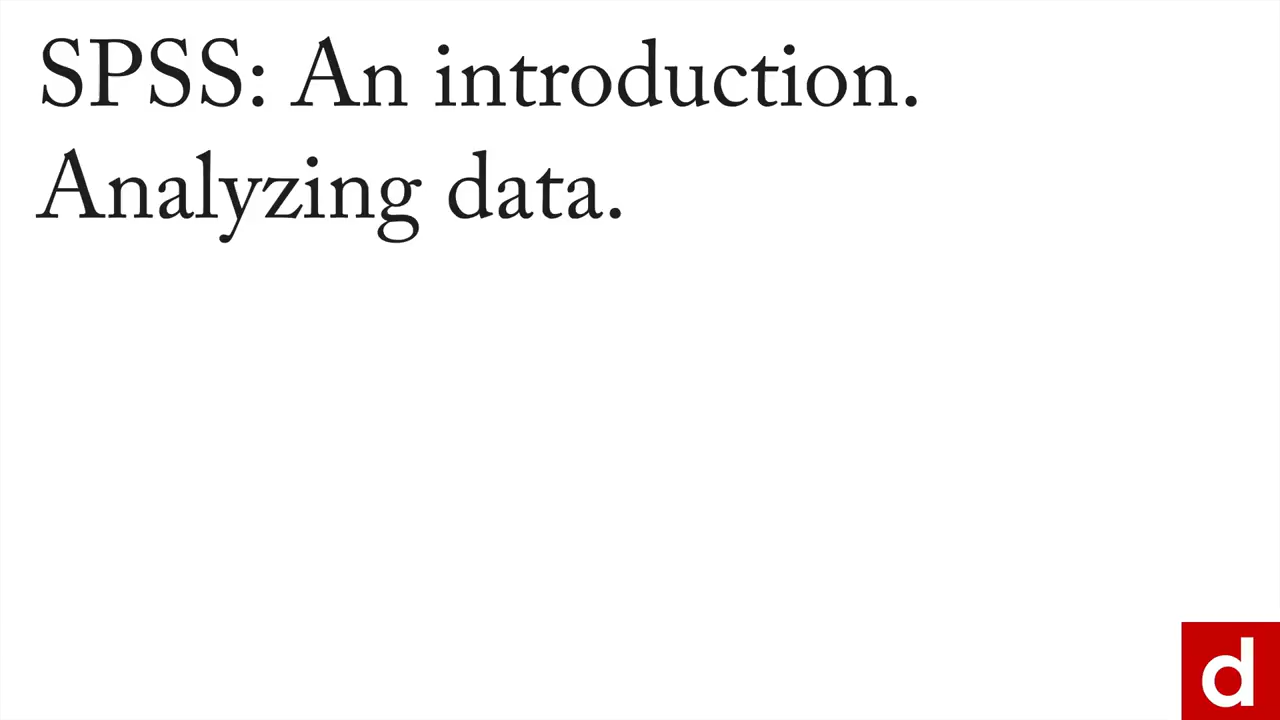 SPSS: An introduction.
Analyzing data.
d